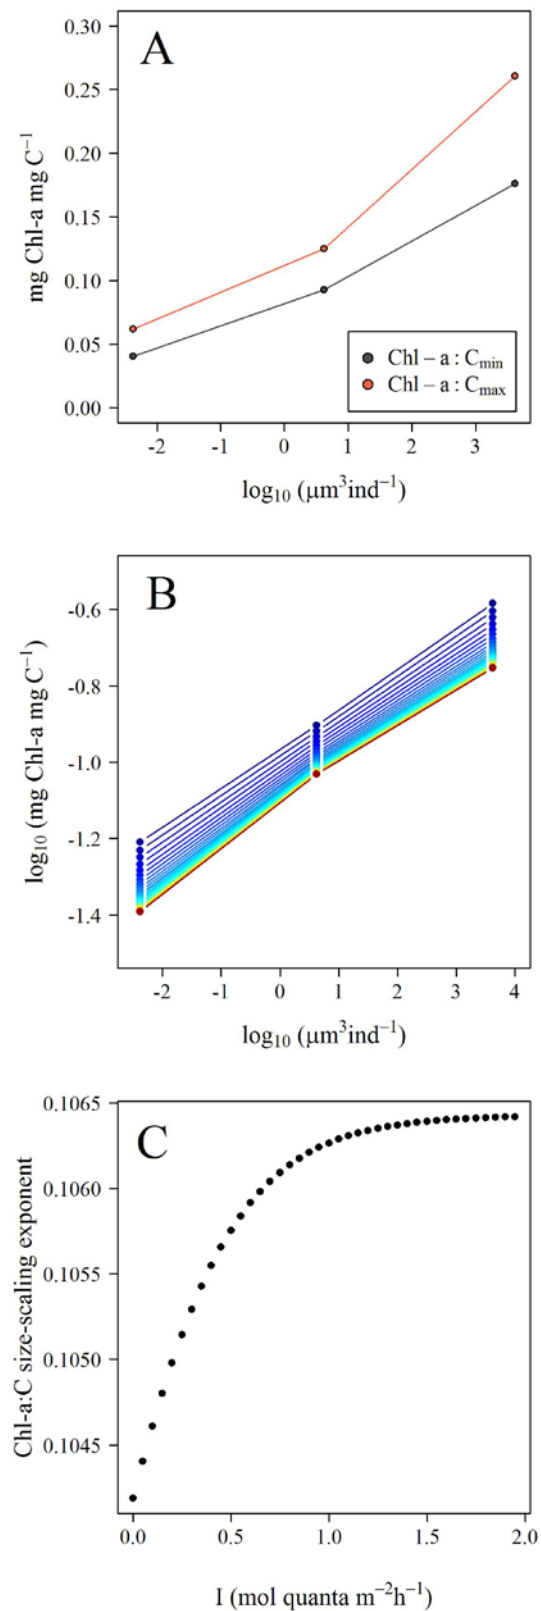 A
0.30
0.25
0.20
0.15
0.10
0.05
0.00
mg Chl-a mg C⁻¹
Chl – a : Cmin
Chl – a : Cmax
-2 -1 0 1 2 3
log₁₀ (μm³ind⁻¹)
B
-0.6
-0.8
-1.0
-1.2
-1.4
log₁₀ (mg Chl-a mg C⁻¹)
-2 -1 0 1 2 3 4
log₁₀ (μm³ind⁻¹)
C
0.1065
0.1060
0.1055
0.1050
0.1045
Chl-a:C size-scaling exponent
0.0 0.5 1.0 1.5 2.0
I (mol quanta m⁻²h⁻¹)